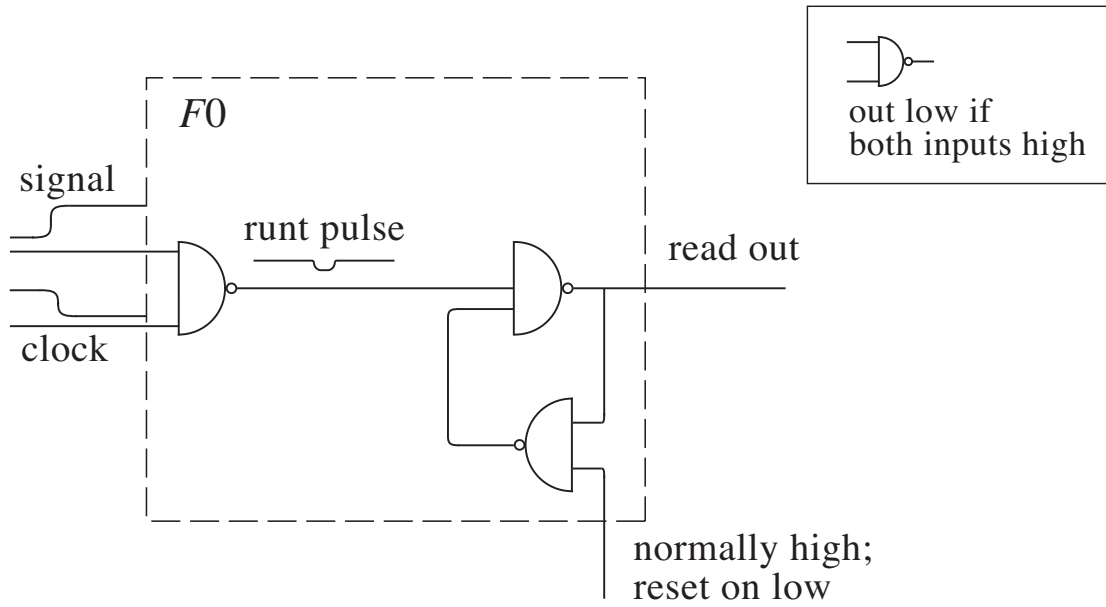 F0
out low if
both inputs high
signal
runt pulse
read out
clock
normally high;
reset on low